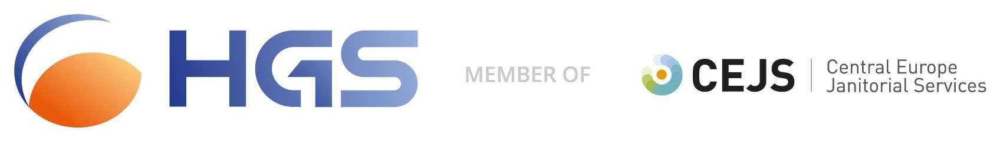 HGS
MEMBER OF
CEJS
Central Europe
Janitorial Services